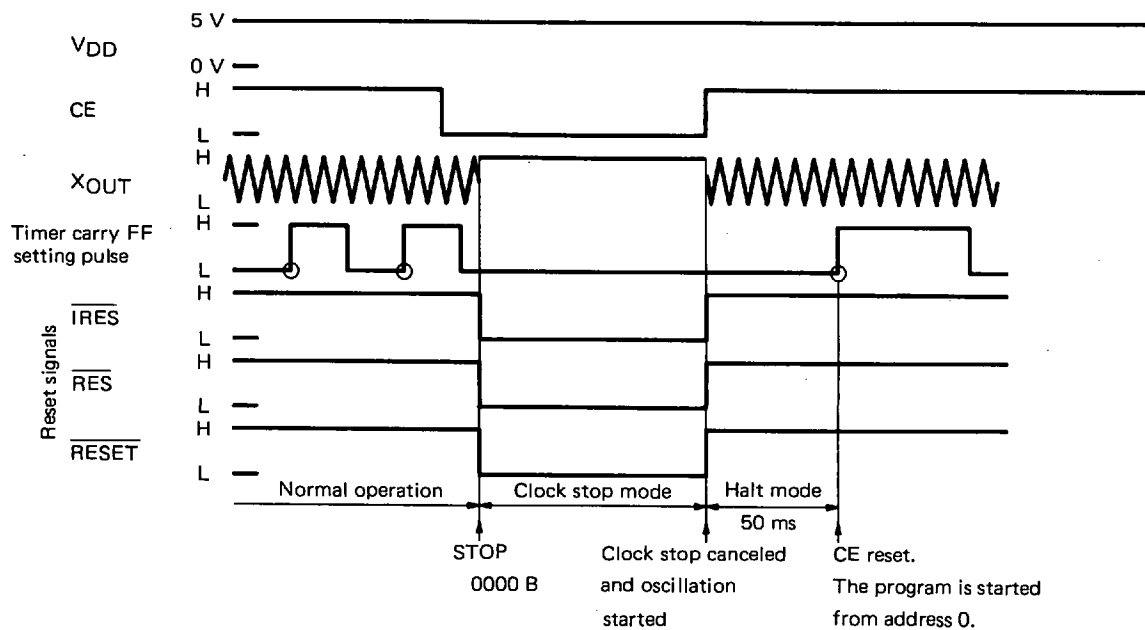 5 V
VDD
0 V
H
CE
L
H
XOUT
L
H
Timer carry FF
setting pulse
L
H
IRES
L
H
Reset signals
RES
L
H
RESET
L
Normal operation
Clock stop mode
Halt mode
50 ms
STOP
0000 B
Clock stop canceled
and oscillation
started
CE reset.
The program is started
from address 0.